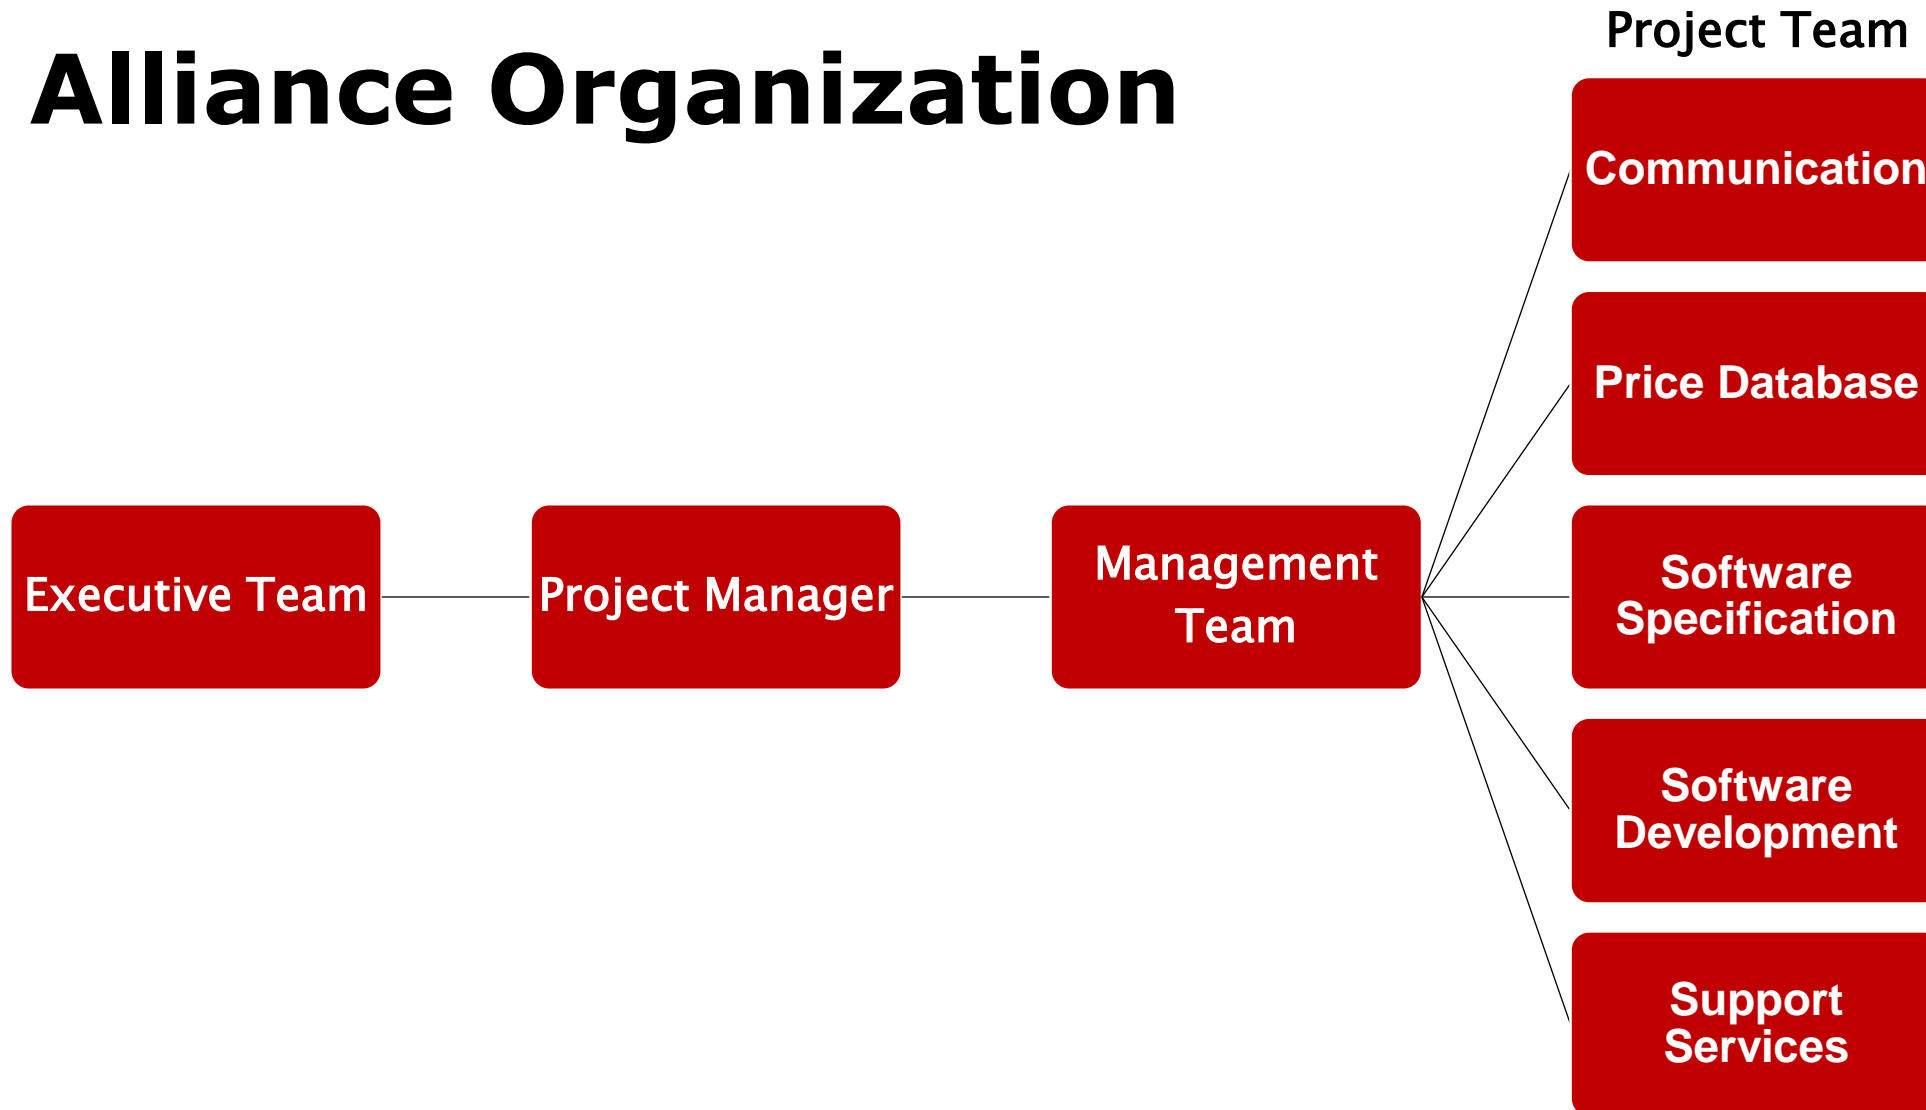 Alliance Organization
Project Team
Communication
Price Database
Executive Team
Project Manager
Management
Team
Software
Specification
Software
Development
Support
Services